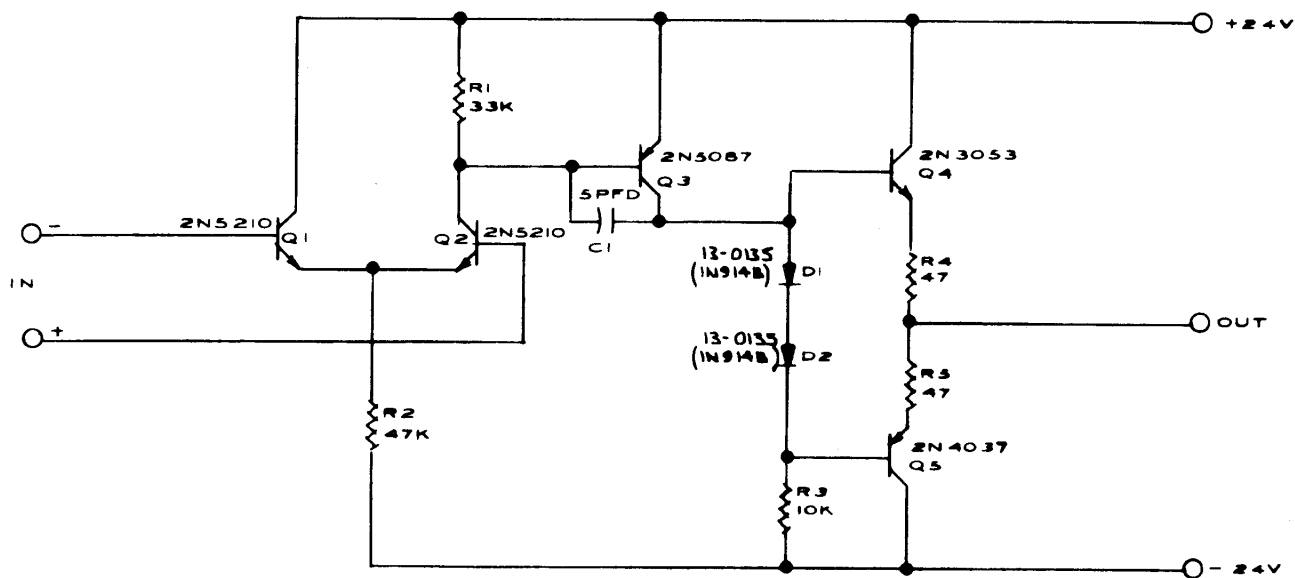 +24V
R1
33K
2N5087
Q3
2N3053
Q4
5PFD
C1
2N5210
Q1
Q2
2N5210
-
IN
+
13-0135
(1N914B)
D1
R4
47
OUT
13-0135
(1N914B)
D2
R5
47
R2
47K
2N4037
Q5
R3
10K
- 24V